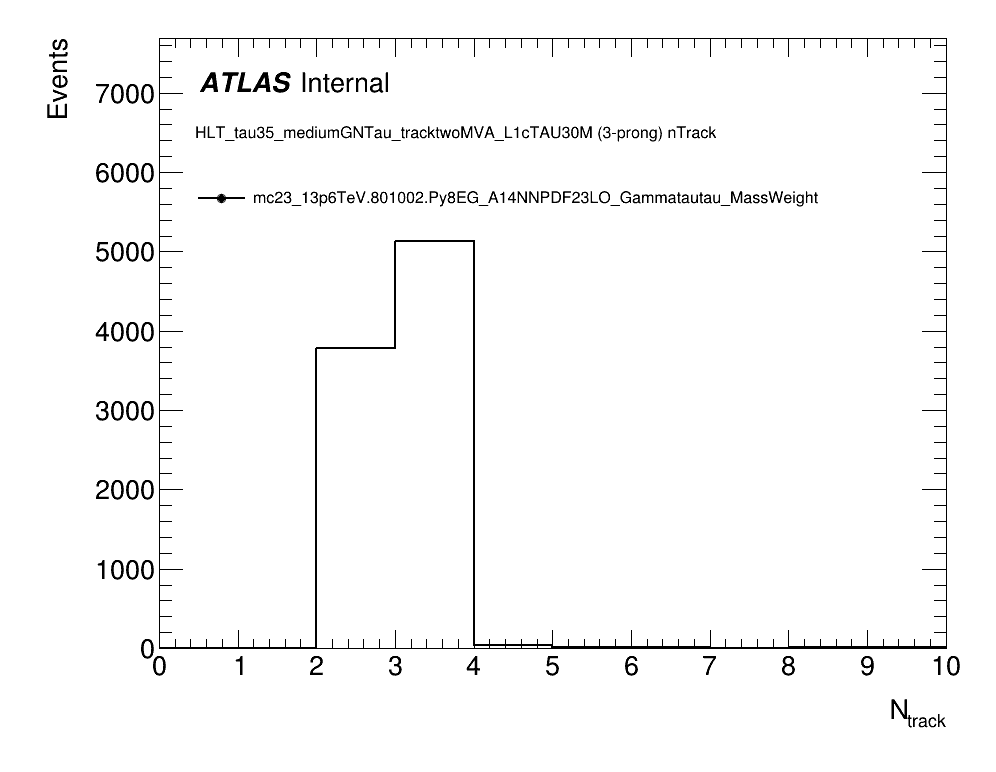 Events
ATLAS Internal
HLT_tau35_mediumGNTau_tracktwoMVA_L1cTAU30M (3-prong) nTrack
mc23_13p6TeV.801002.Py8EG_A14NNPDF23LO_Gammatautau_MassWeight
7000
6000
5000
4000
3000
2000
1000
0
0 1 2 3 4 5 6 7 8 9 10
N_track